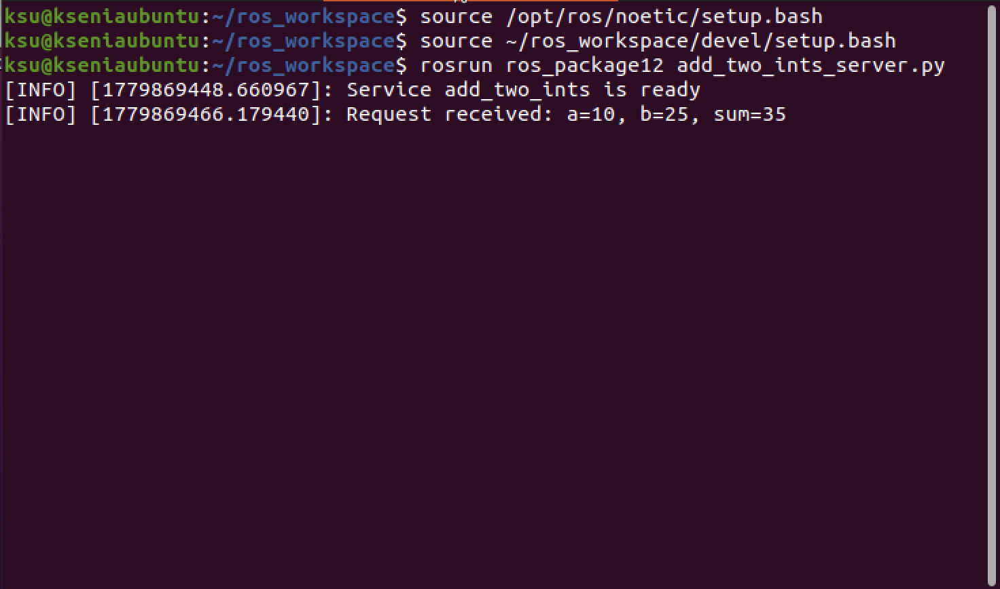 ksu@kseniaubuntu:~/ros_workspace$ source /opt/ros/noetic/setup.bash
ksu@kseniaubuntu:~/ros_workspace$ source ~/ros_workspace/devel/setup.bash
ksu@kseniaubuntu:~/ros_workspace$ rosrun ros_package12 add_two_ints_server.py
[INFO] [1779869448.660967]: Service add_two_ints is ready
[INFO] [1779869466.179440]: Request received: a=10, b=25, sum=35